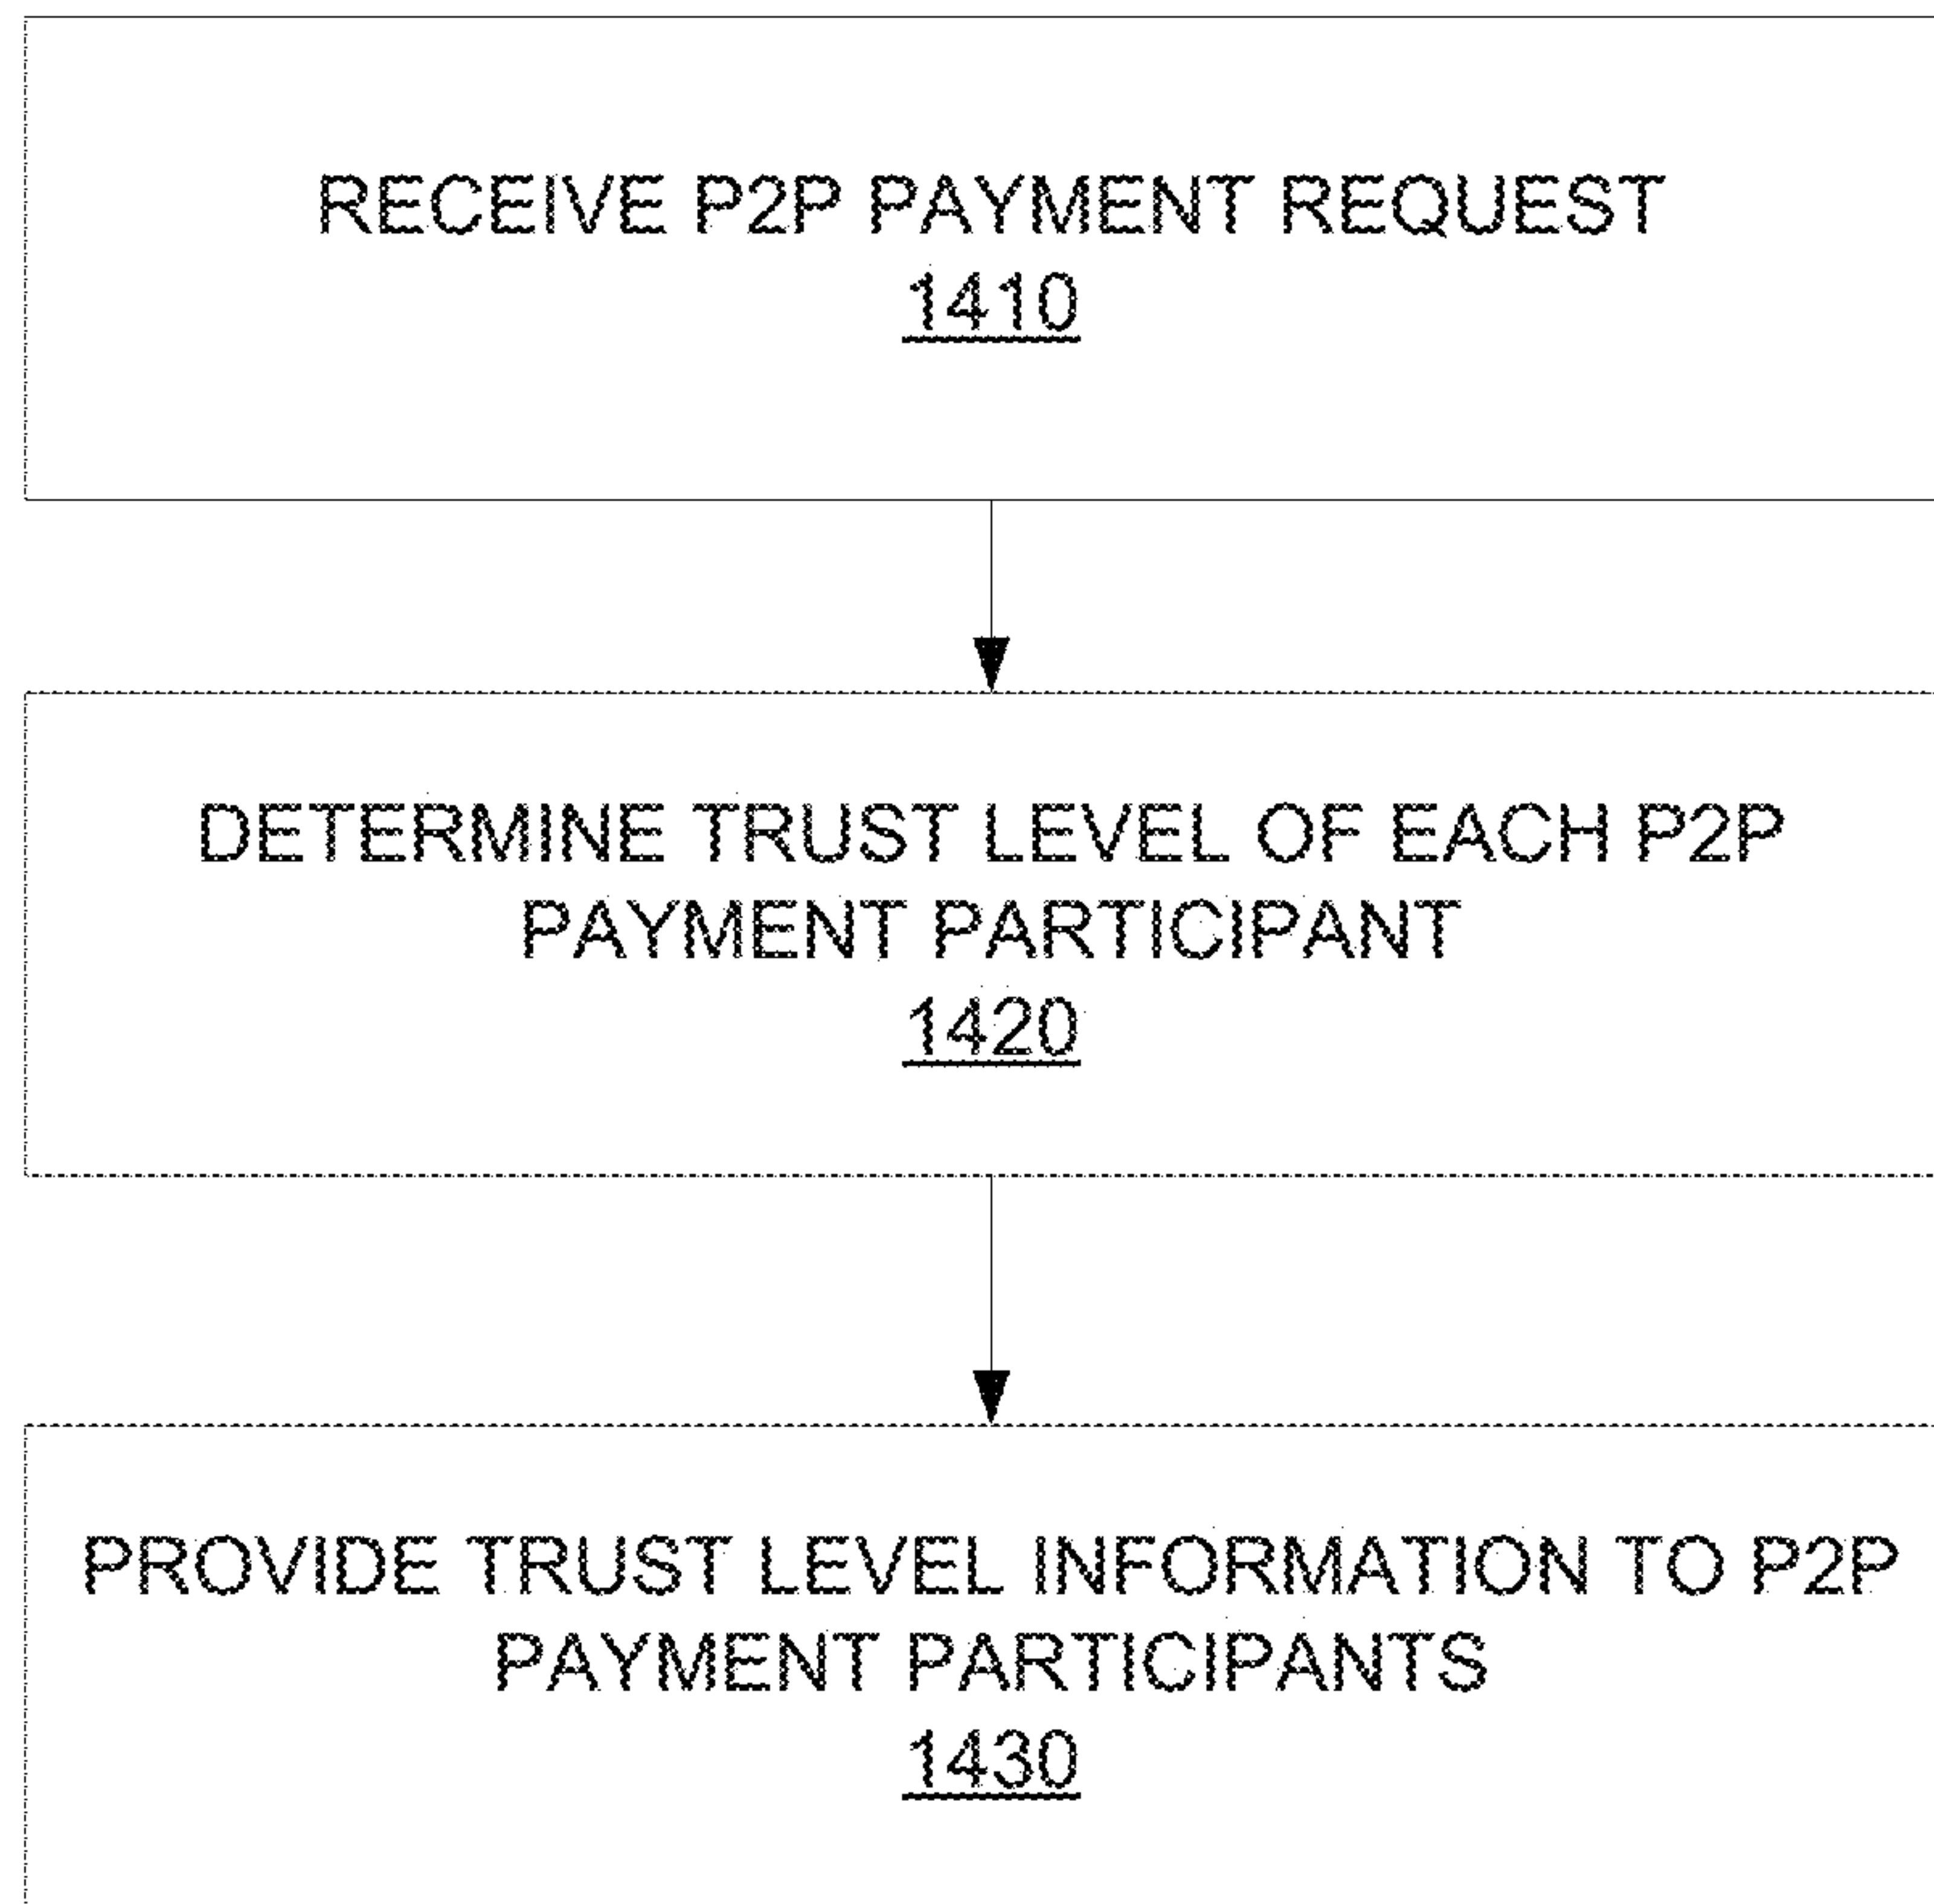 RECEIVE P2P PAYMENT REQUEST
1410
DETERMINE TRUST LEVEL OF EACH P2P
PAYMENT PARTICIPANT
1420
PROVIDE TRUST LEVEL INFORMATION TO P2P
PAYMENT PARTICIPANTS
1430